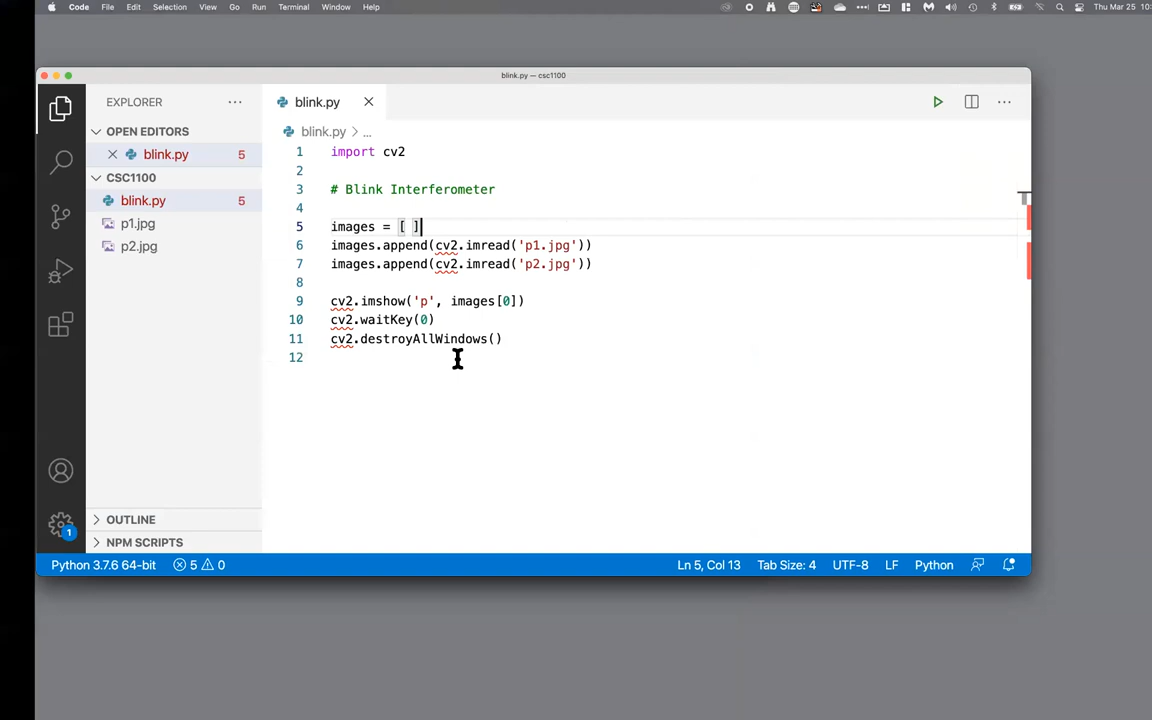 Code File Edit Selection View Go Run Terminal Window Help Thu Mar 25 10:
blink.py — csc1100
EXPLORER ...
blink.py
OPEN EDITORS
blink.py 5
blink.py > ...
CSC1100
blink.py 5
p1.jpg
p2.jpg
1 import cv2
2
3 # Blink Interferometer
4
5 images = [ ]
6 images.append(cv2.imread('p1.jpg'))
7 images.append(cv2.imread('p2.jpg'))
8
9 cv2.imshow('p', images[0])
10 cv2.waitKey(0)
11 cv2.destroyAllWindows()
12
OUTLINE
NPM SCRIPTS
1
Python 3.7.6 64-bit 5 0 Ln 5, Col 13 Tab Size: 4 UTF-8 LF Python